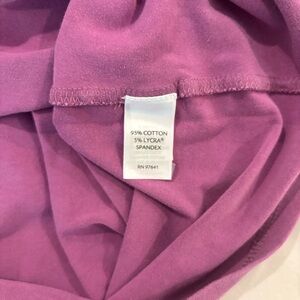 95% COTTON
5% LYCRA®
SPANDEX
RN 97641